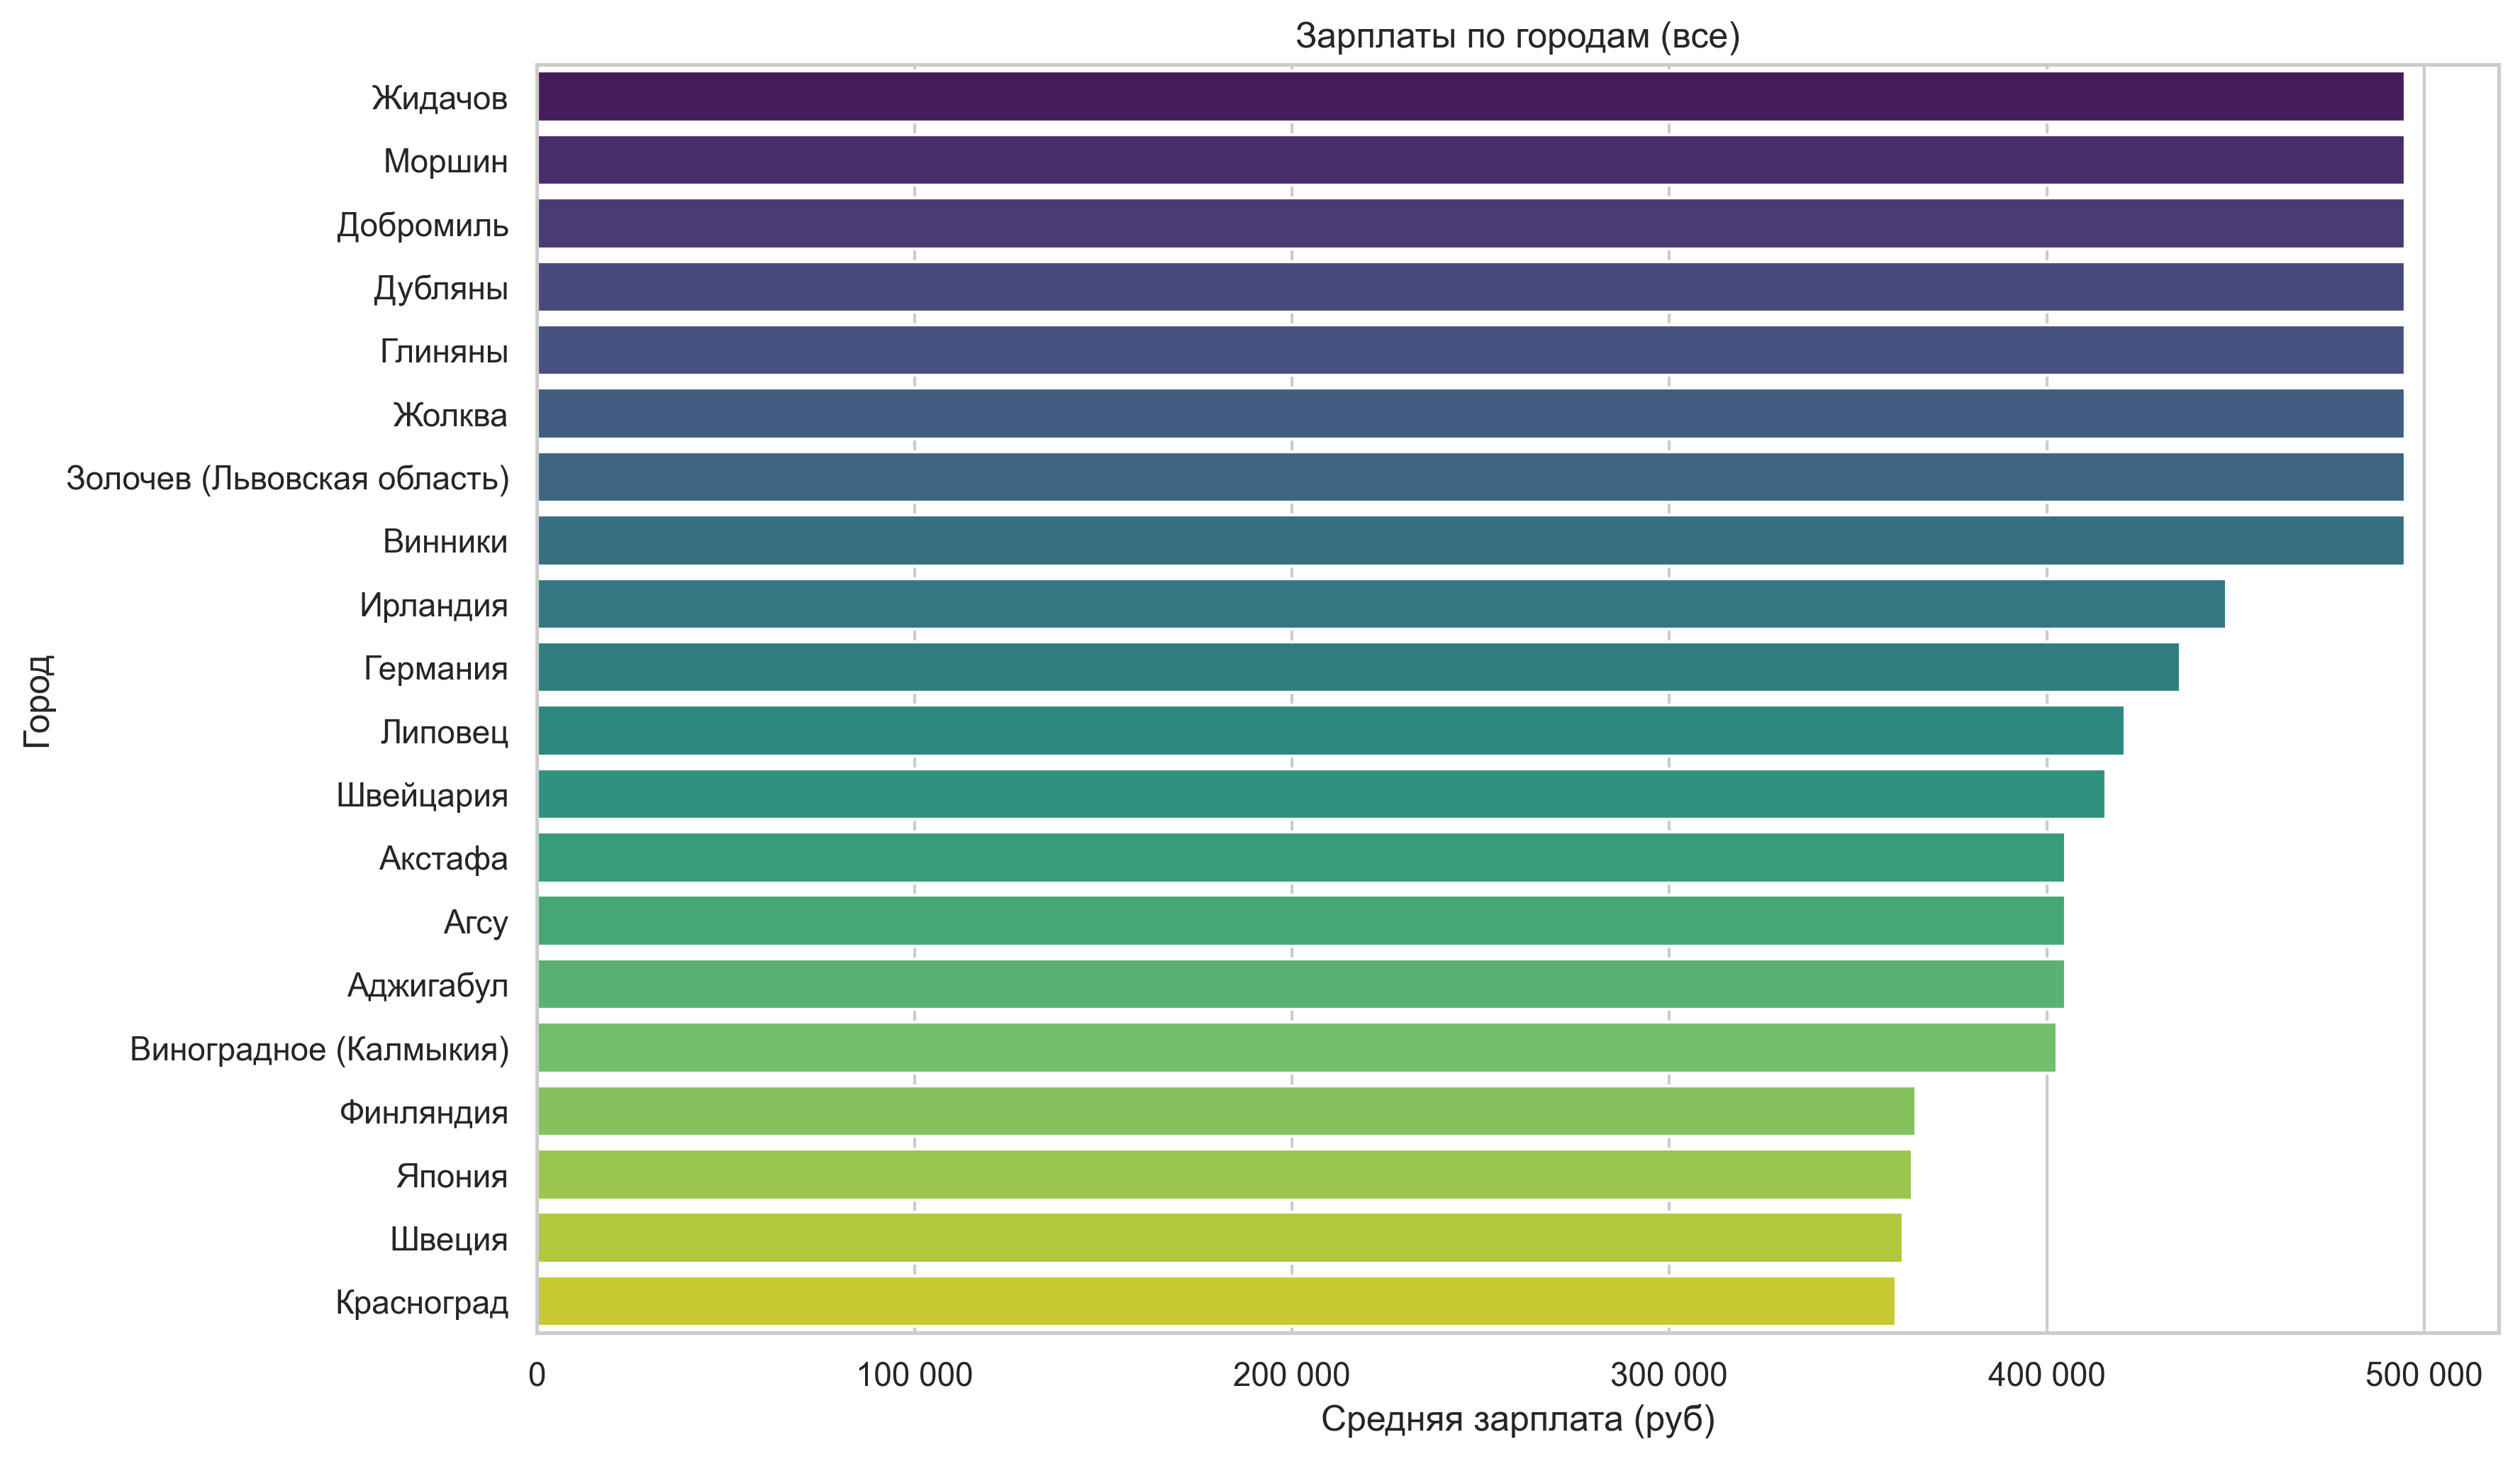 Зарплаты по городам (все)
Жидачов
Моршин
Добромиль
Дубляны
Глиняны
Жолква
Золочев (Львовская область)
Винники
Ирландия
Германия
Липовец
Швейцария
Акстафа
Агсу
Аджигабул
Виноградное (Калмыкия)
Финляндия
Япония
Швеция
Красноград
Город
0
100 000
200 000
300 000
400 000
500 000
Средняя зарплата (руб)